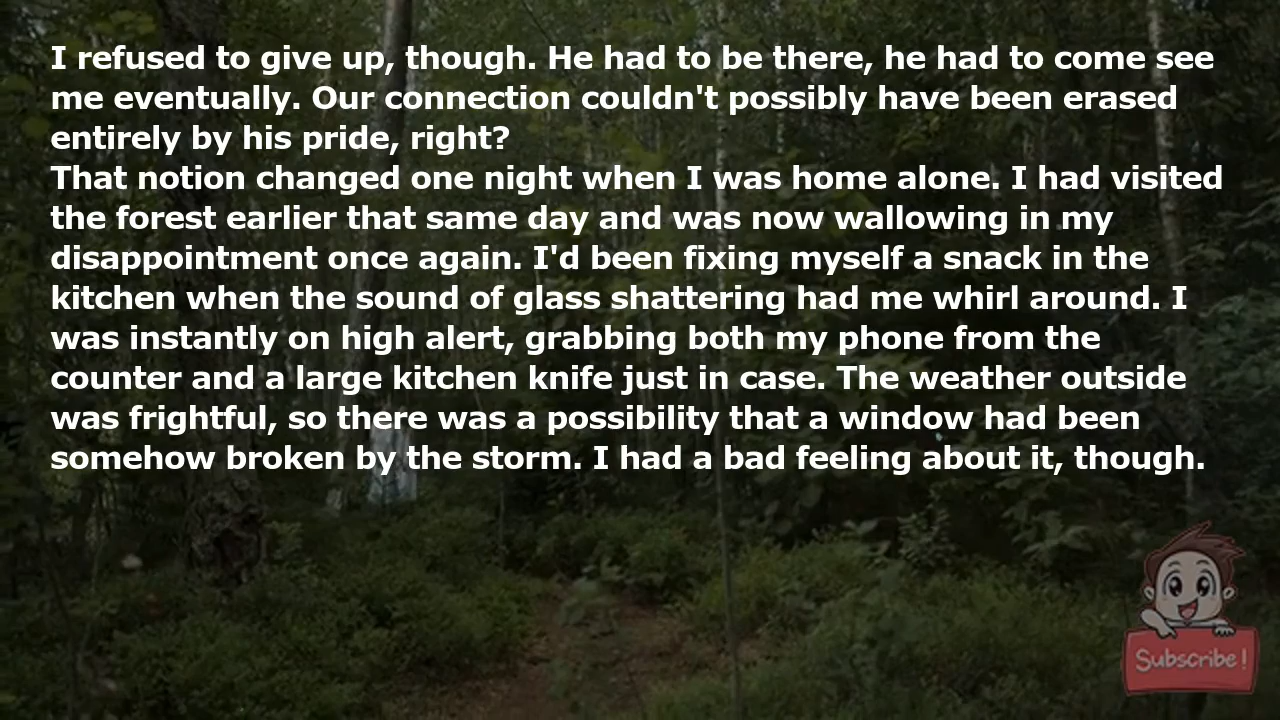 I refused to give up, though. He had to be there, he had to come see
me eventually. Our connection couldn't possibly have been erased
entirely by his pride, right?
That notion changed one night when I was home alone. I had visited
the forest earlier that same day and was now wallowing in my
disappointment once again. I'd been fixing myself a snack in the
kitchen when the sound of glass shattering had me whirl around. I
was instantly on high alert, grabbing both my phone from the
counter and a large kitchen knife just in case. The weather outside
was frightful, so there was a possibility that a window had been
somehow broken by the storm. I had a bad feeling about it, though.
Subscribe!